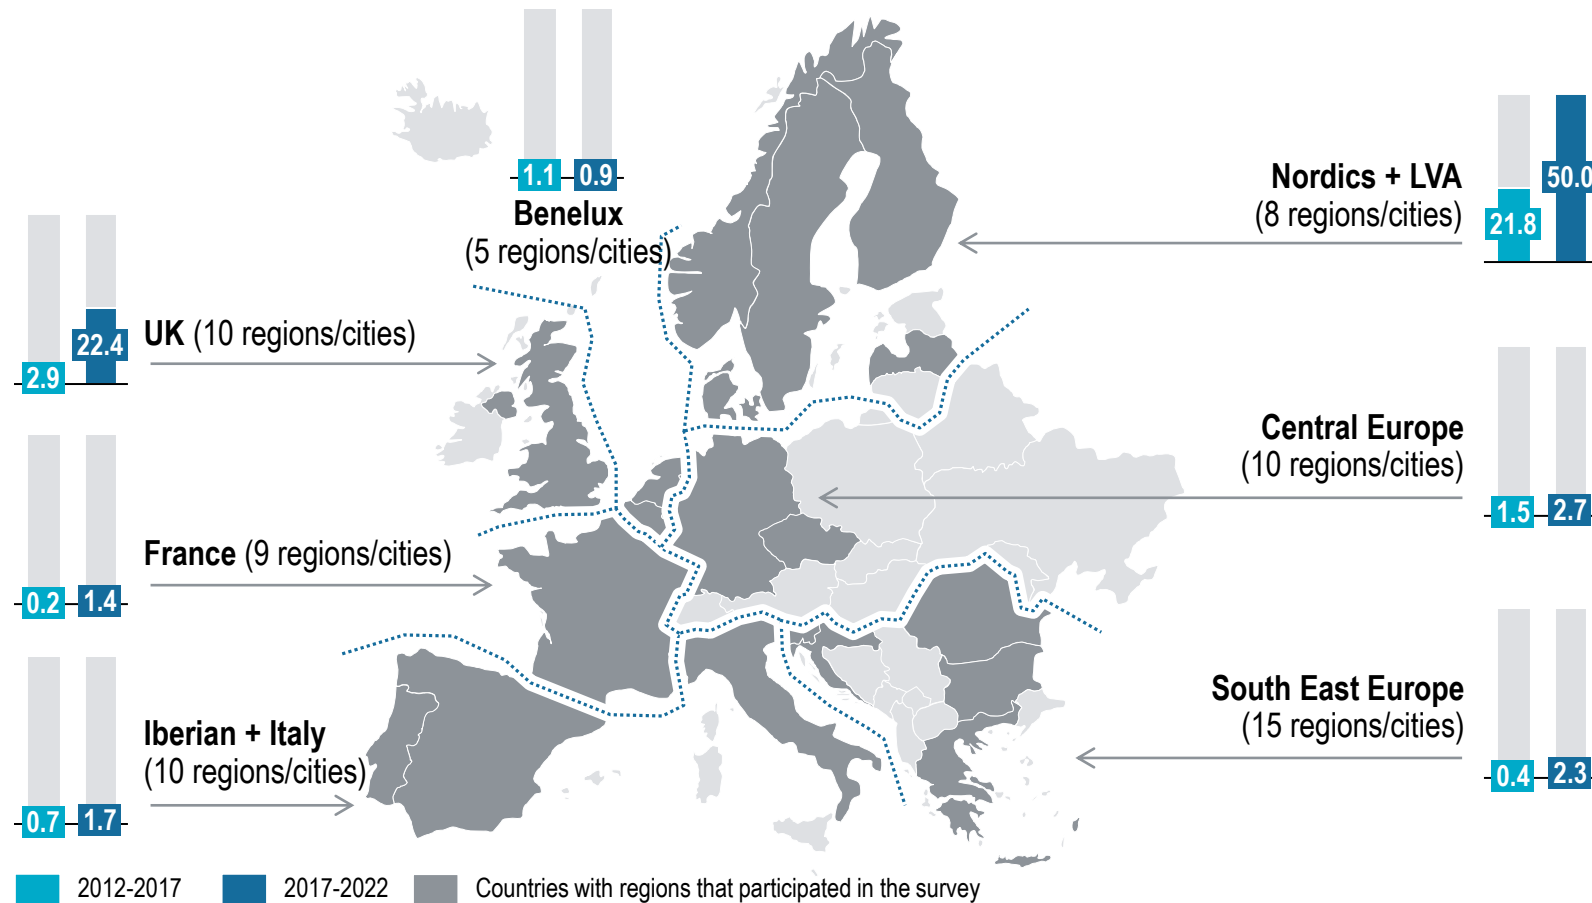 1.1 0.9
Benelux
(5 regions/cities)
Nordics + LVA
(8 regions/cities)
50.0
21.8
UK (10 regions/cities)
22.4
2.9
Central Europe
(10 regions/cities)
1.5 2.7
France (9 regions/cities)
0.2 1.4
South East Europe
(15 regions/cities)
0.4 2.3
Iberian + Italy
(10 regions/cities)
0.7 1.7
2012-2017 2017-2022 Countries with regions that participated in the survey